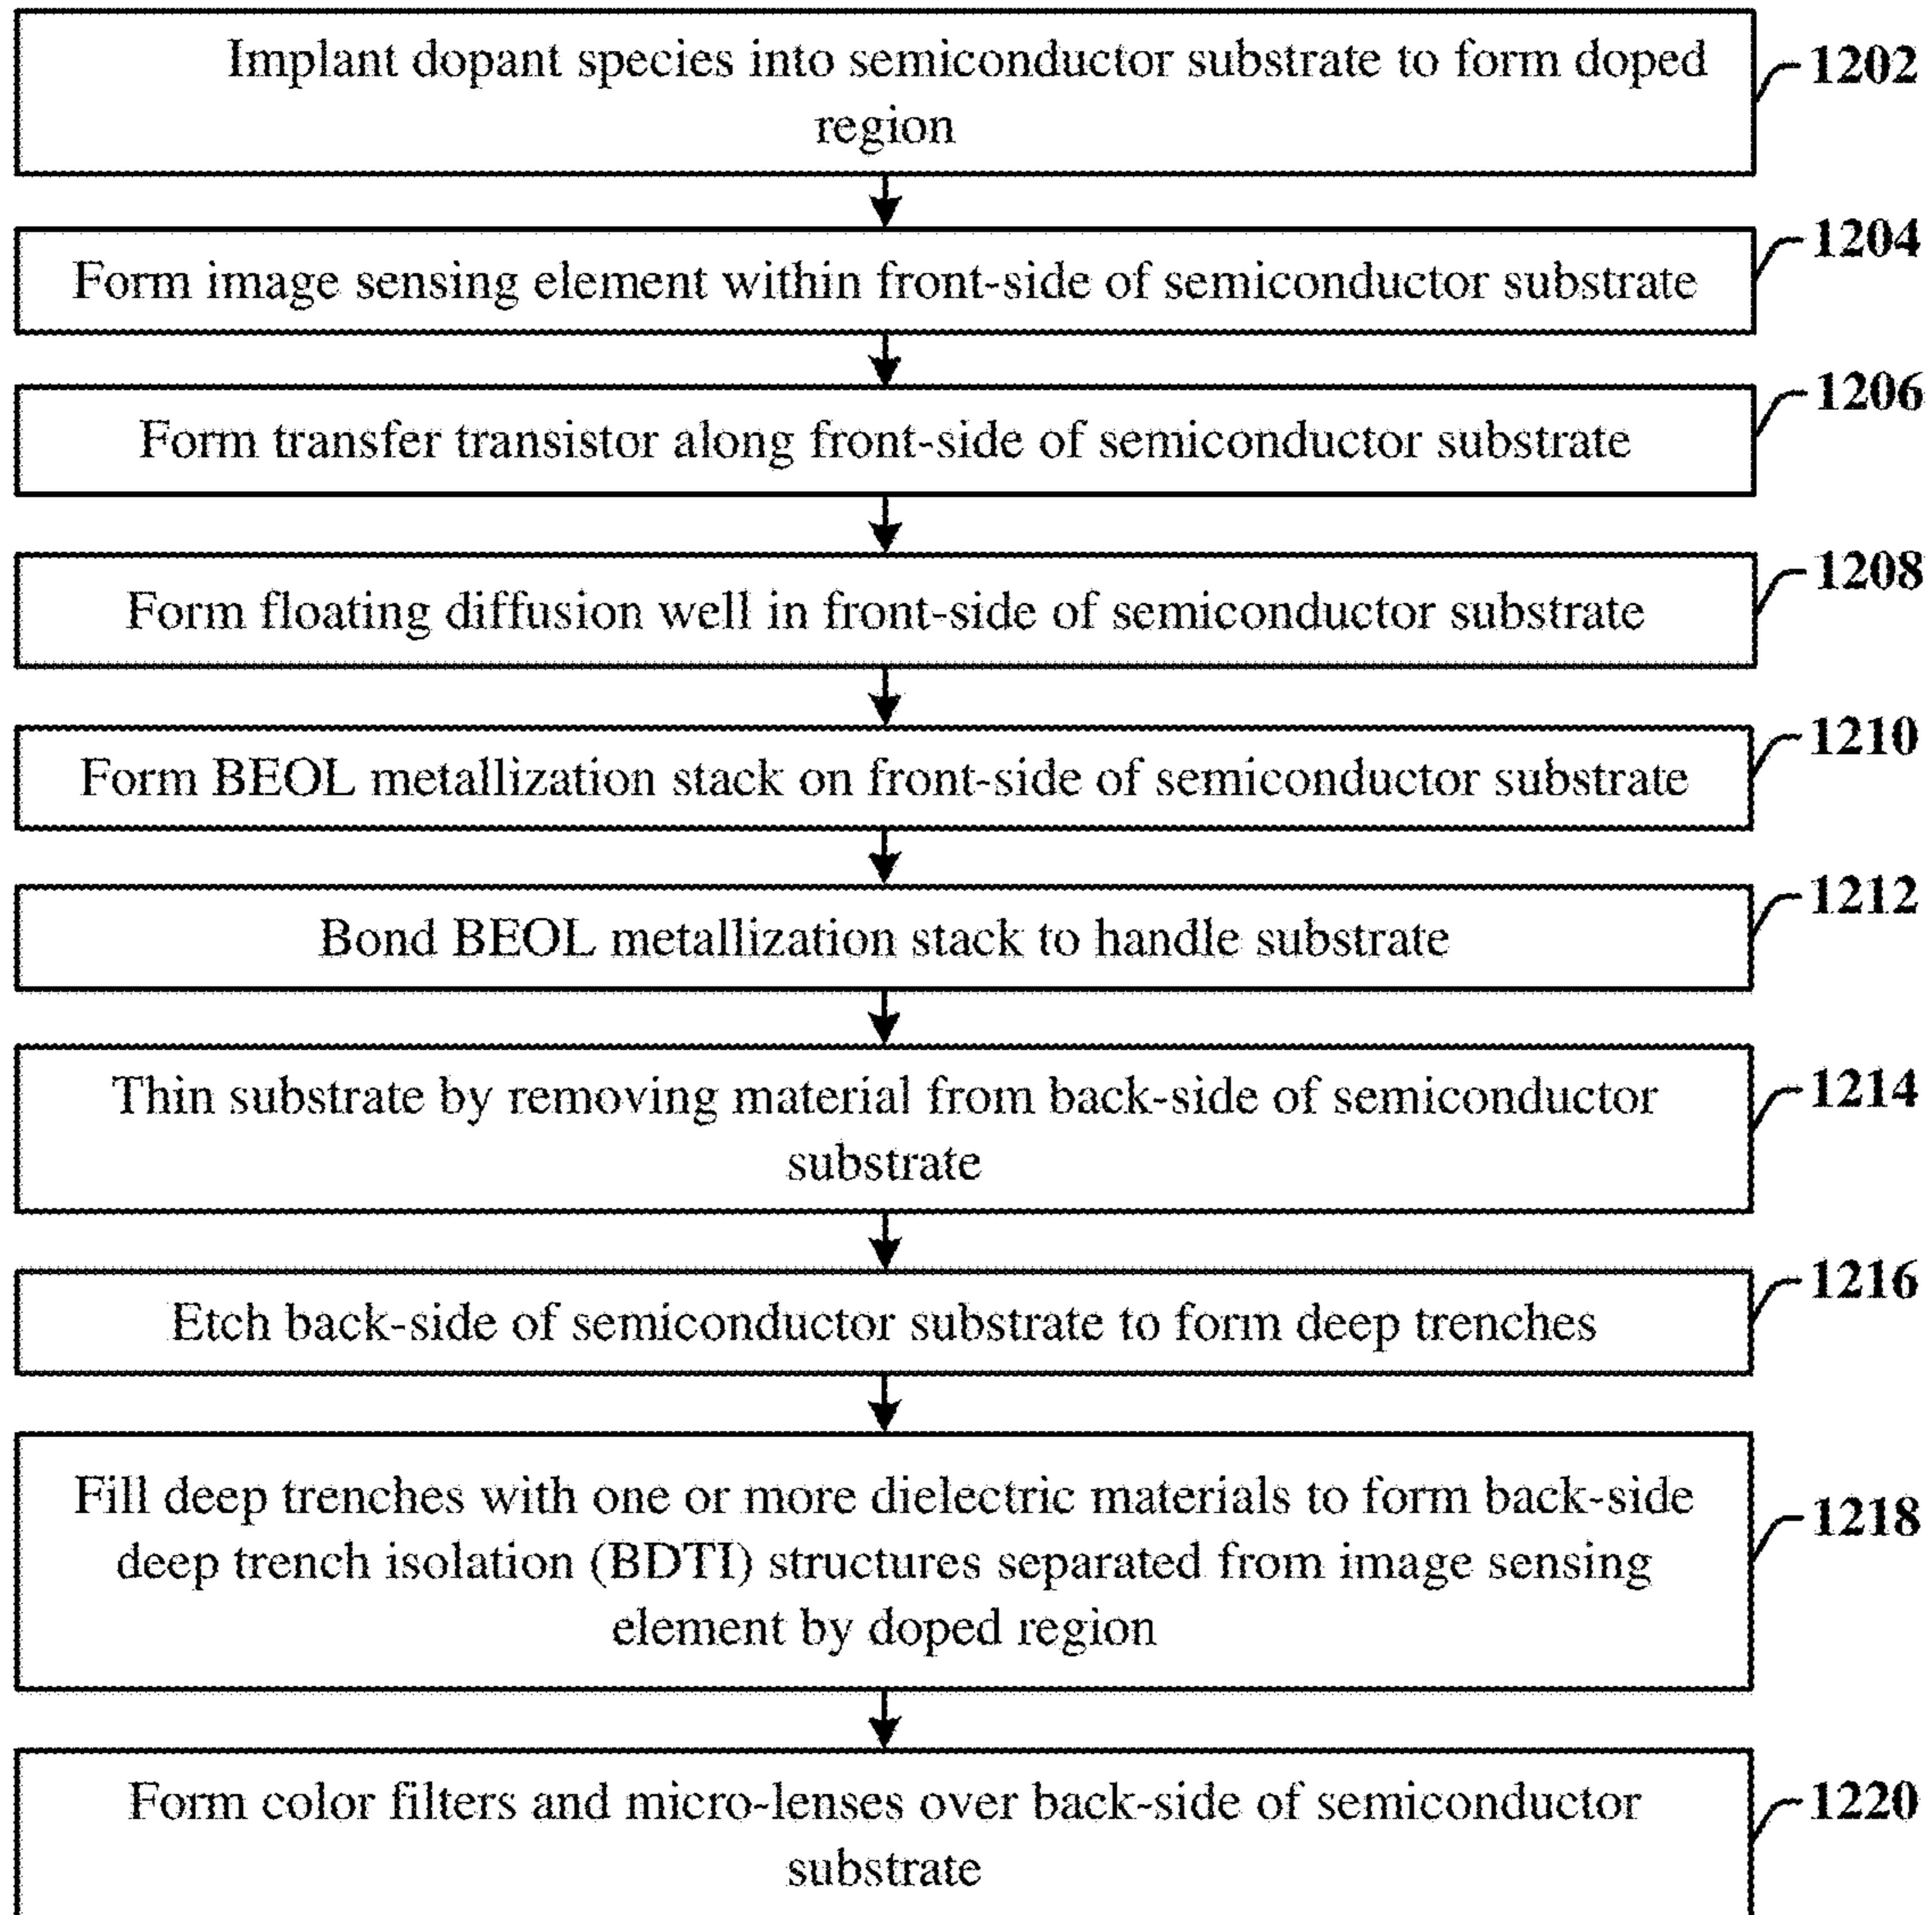 Implant dopant species into semiconductor substrate to form doped
region
1202
Form image sensing element within front-side of semiconductor substrate
1204
Form transfer transistor along front-side of semiconductor substrate
1206
Form floating diffusion well in front-side of semiconductor substrate
1208
Form BEOL metallization stack on front-side of semiconductor substrate
1210
Bond BEOL metallization stack to handle substrate
1212
Thin substrate by removing material from back-side of semiconductor
substrate
1214
Etch back-side of semiconductor substrate to form deep trenches
1216
Fill deep trenches with one or more dielectric materials to form back-side
deep trench isolation (BDTI) structures separated from image sensing
element by doped region
1218
Form color filters and micro-lenses over back-side of semiconductor
substrate
1220